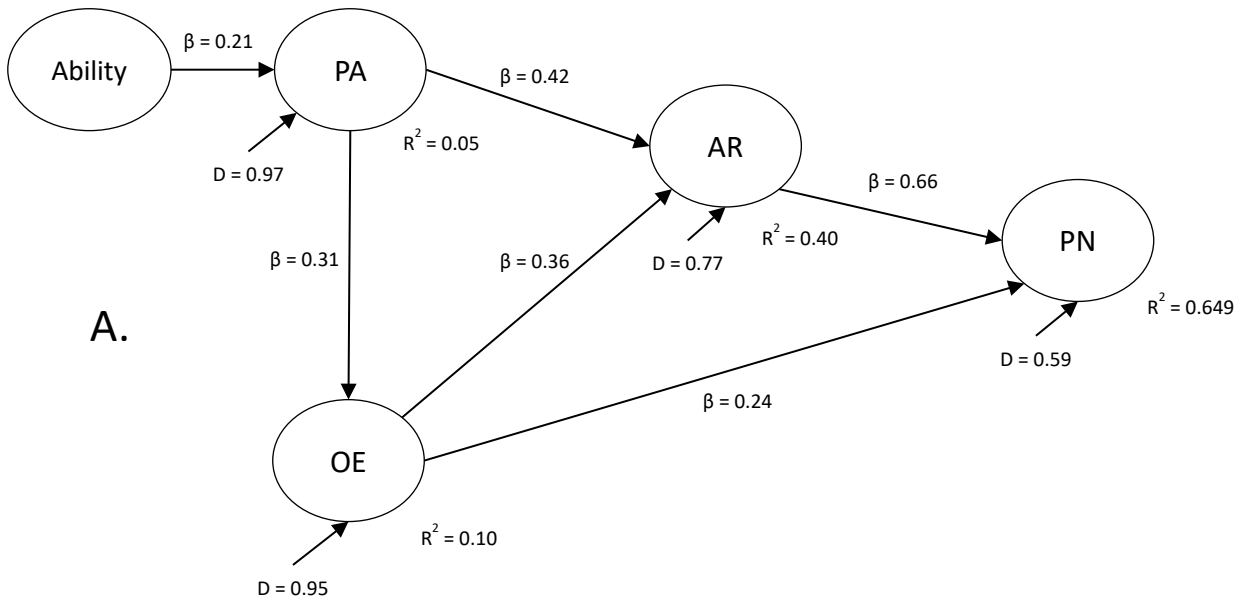 Ability
β = 0.21
PA
β = 0.42
R² = 0.05
D = 0.97
AR
β = 0.66
R² = 0.40
D = 0.77
PN
R² = 0.649
D = 0.59
β = 0.31
β = 0.36
A.
β = 0.24
OE
R² = 0.10
D = 0.95